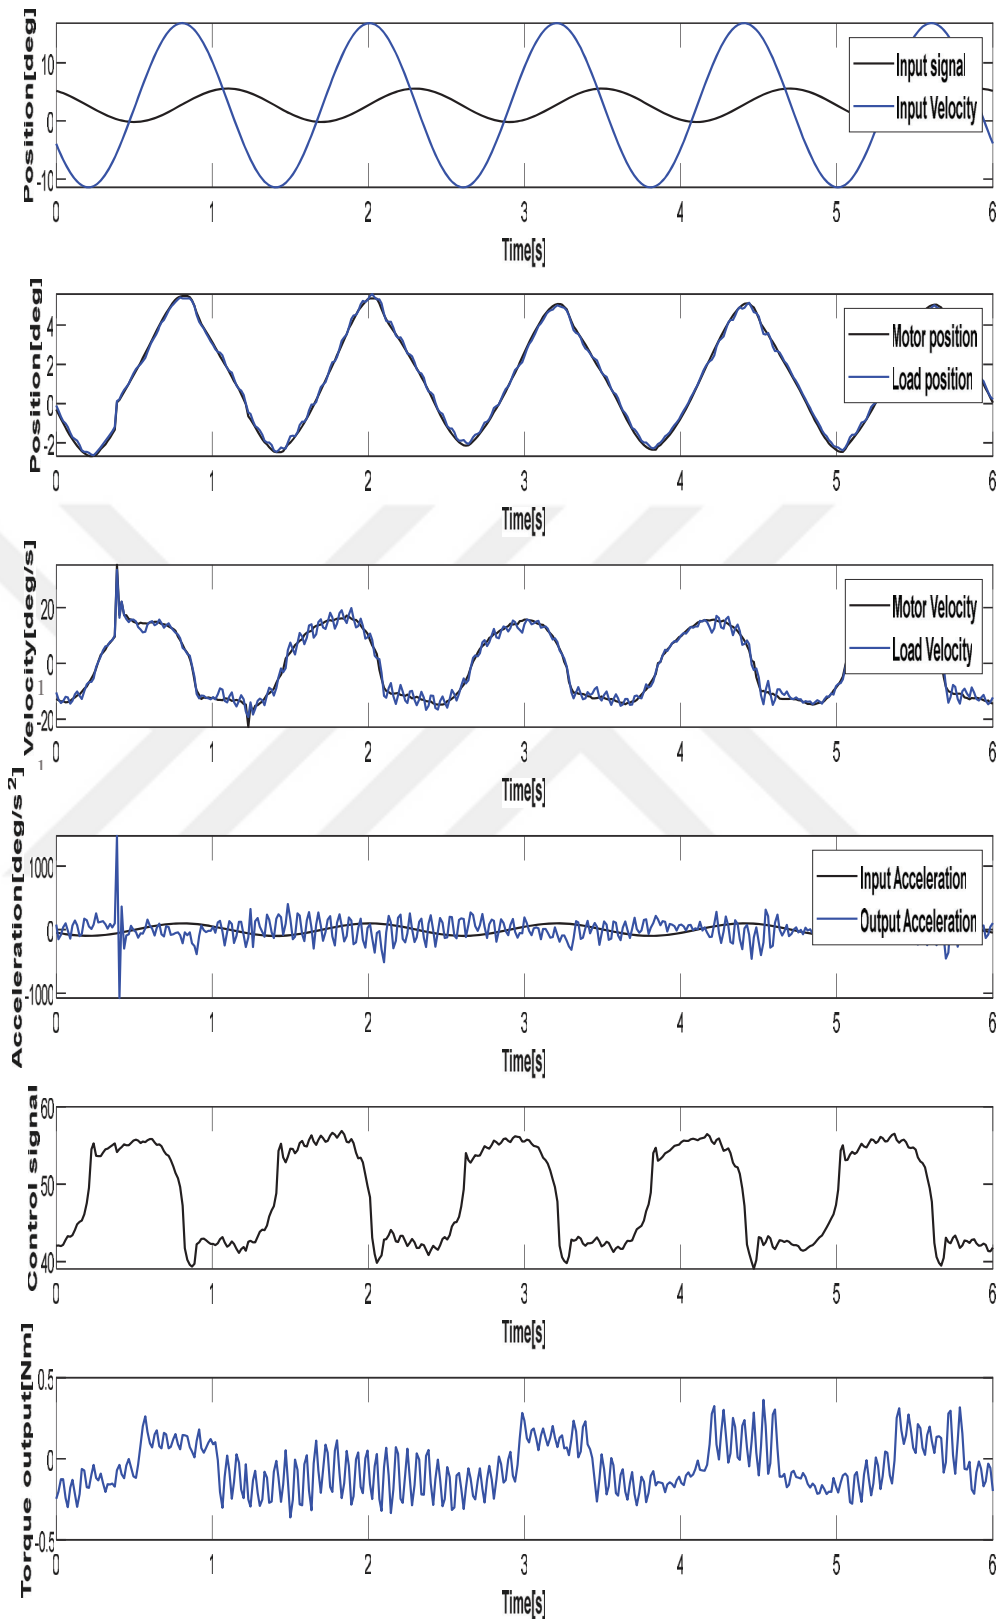 Position[deg]
10
0
-10
Input signal
Input Velocity
0 1 2 3 4 5 6
Time[s]
Position[deg]
4
2
0
-2
Motor position
Load position
0 1 2 3 4 5 6
Time[s]
Velocity[deg/s]
20
0
-20
1
1
Motor Velocity
Load Velocity
0 1 2 3 4 5 6
Time[s]
Acceleration[deg/s²]
1000
0
-1000
Input Acceleration
Output Acceleration
0 1 2 3 4 5 6
Time[s]
Control signal
60
50
40
0 1 2 3 4 5 6
Time[s]
Torque output[Nm]
0.5
0
-0.5
0 1 2 3 4 5 6
Time[s]